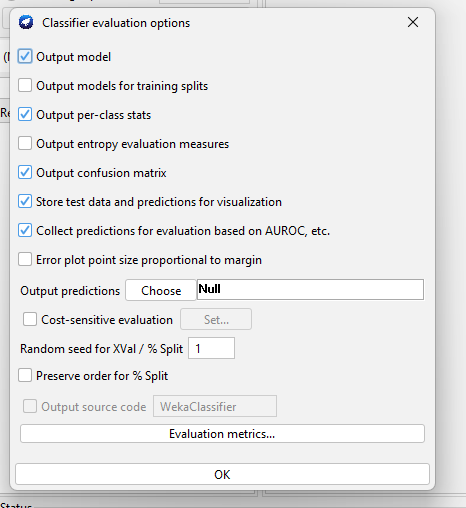 Classifier evaluation options
Output model
Output models for training splits
Output per-class stats
Output entropy evaluation measures
Output confusion matrix
Store test data and predictions for visualization
Collect predictions for evaluation based on AUROC, etc.
Error plot point size proportional to margin
Output predictions Choose Null
Cost-sensitive evaluation Set...
Random seed for XVal / % Split 1
Preserve order for % Split
Output source code WekaClassifier
Evaluation metrics...
OK